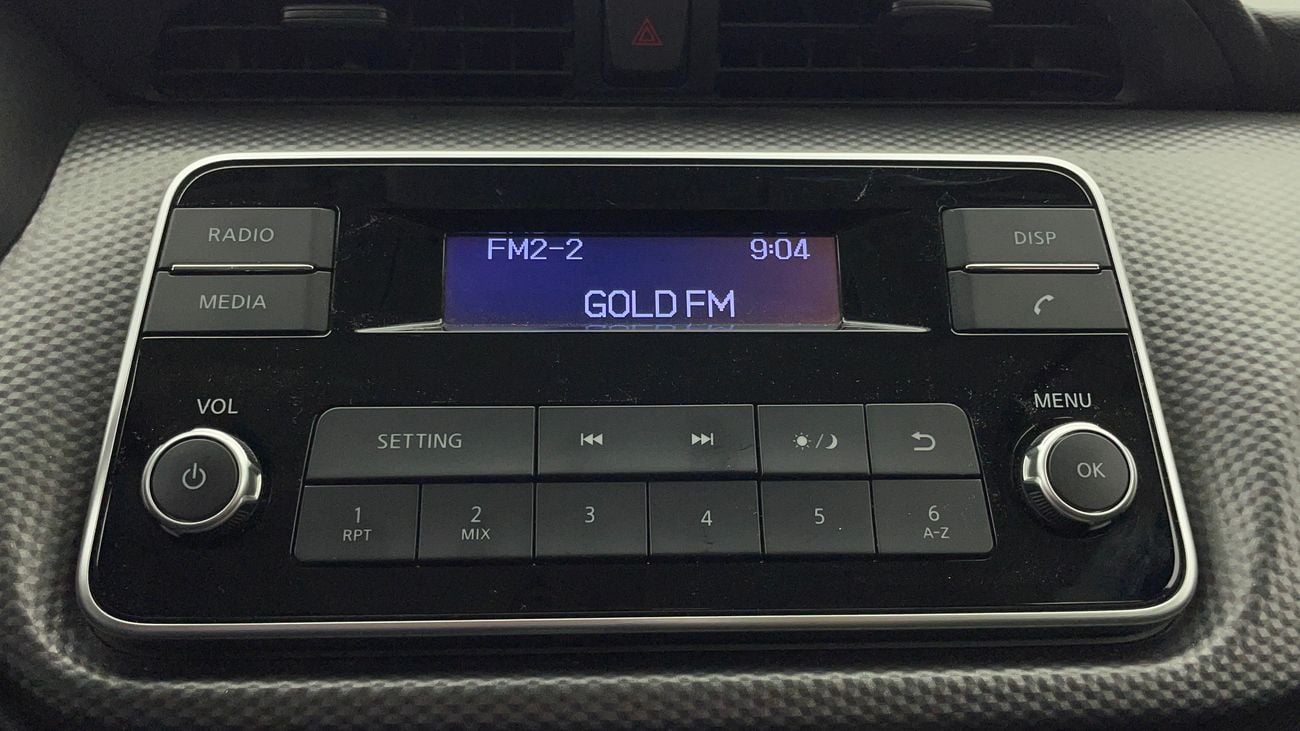 RADIO
FM2-2 9:04
DISP
MEDIA
GOLD FM
VOL
MENU
SETTING
OK
1 2 3 4 5 6
RPT MIX A-Z